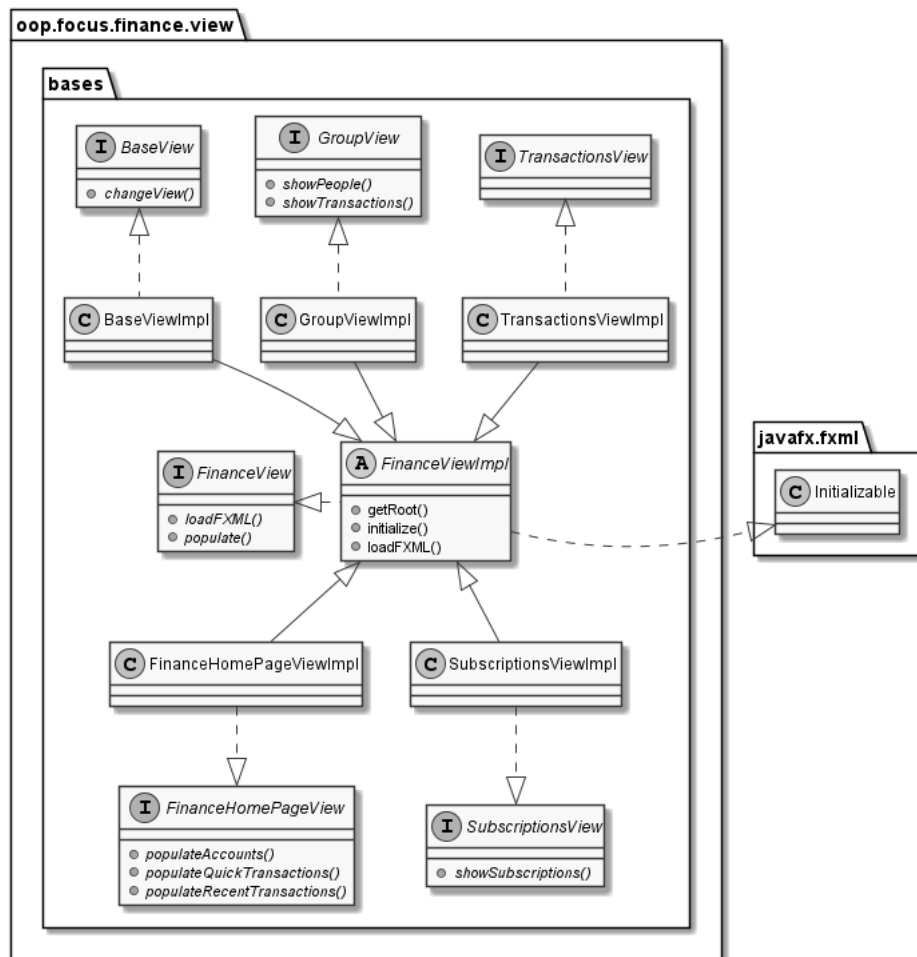 oop.focus.finance.view
bases
I BaseView
changeView()
I GroupView
showPeople()
showTransactions()
I TransactionsView
C BaseViewImpl
C GroupViewImpl
C TransactionsViewImpl
I FinanceView
loadFXML()
populate()
A FinanceViewImpl
getRoot()
initialize()
loadFXML()
javafx.fxml
C Initializable
C FinanceHomePageViewImpl
C SubscriptionsViewImpl
I FinanceHomePageView
populateAccounts()
populateQuickTransactions()
populateRecentTransactions()
I SubscriptionsView
showSubscriptions()